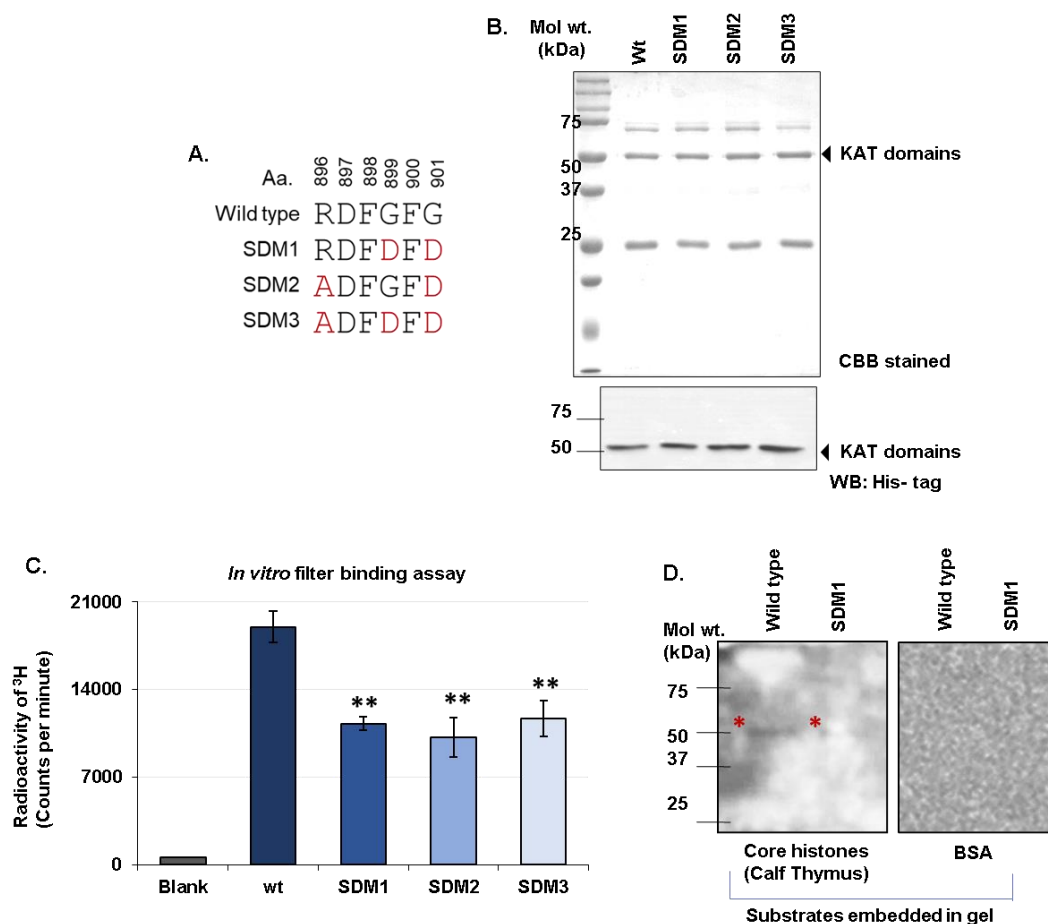 A.
Aa. 896 897 898 899 900 901
Wild type RDFGFG
SDM1 RDFDFD
SDM2 ADFGFD
SDM3 ADFDFD
B.
Mol wt.
(kDa)
Wt SDM1 SDM2 SDM3
75
50
37
25
KAT domains
CBB stained
75
50
KAT domains
WB: His- tag
C.
In vitro filter binding assay
Radioactivity of ³H
(Counts per minute)
21000
14000
7000
0
** ** **
Blank wt SDM1 SDM2 SDM3
D.
Mol wt.
(kDa)
Wild type SDM1 Wild type SDM1
75
50
37
25
* *
Core histones
(Calf Thymus)
BSA
Substrates embedded in gel